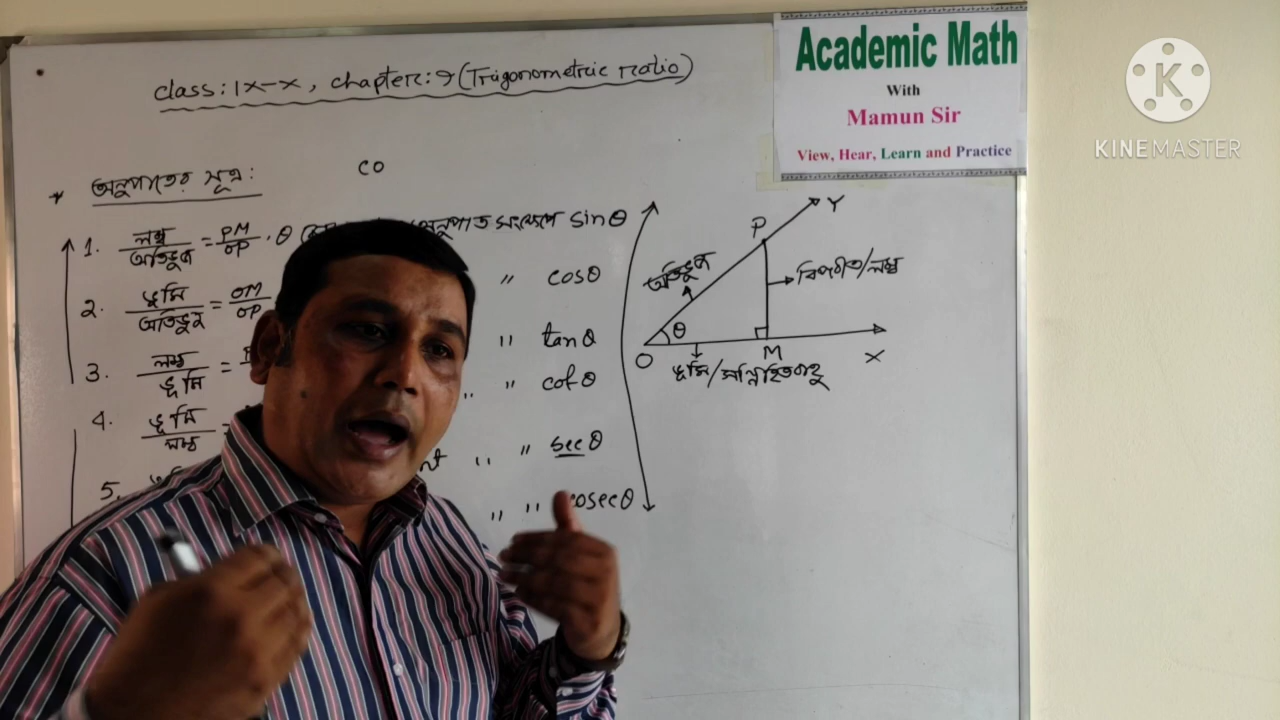 class: IX-X, chapter: 9 (Trigonometric ratio)
Academic Math
With
Mamun Sir
View, Hear, Learn and Practice
K
KINEMASTER
* অনুপাতের সূত্র:
co
1. লম্ব/অতিভুজ = PM/OP . θ অনুপাত সংক্ষেপে sinθ
2. ভূমি/অতিভুজ = OM/OP " cosθ
3. লম্ব/ভূমি = " tanθ
4. ভূমি/লম্ব = " " cotθ
5. " " secθ
" " cosecθ
Y
P
অতিভুজ
বিপরীত/লম্ব
θ
O
M
X
ভূমি/সন্নিহিত বাহু